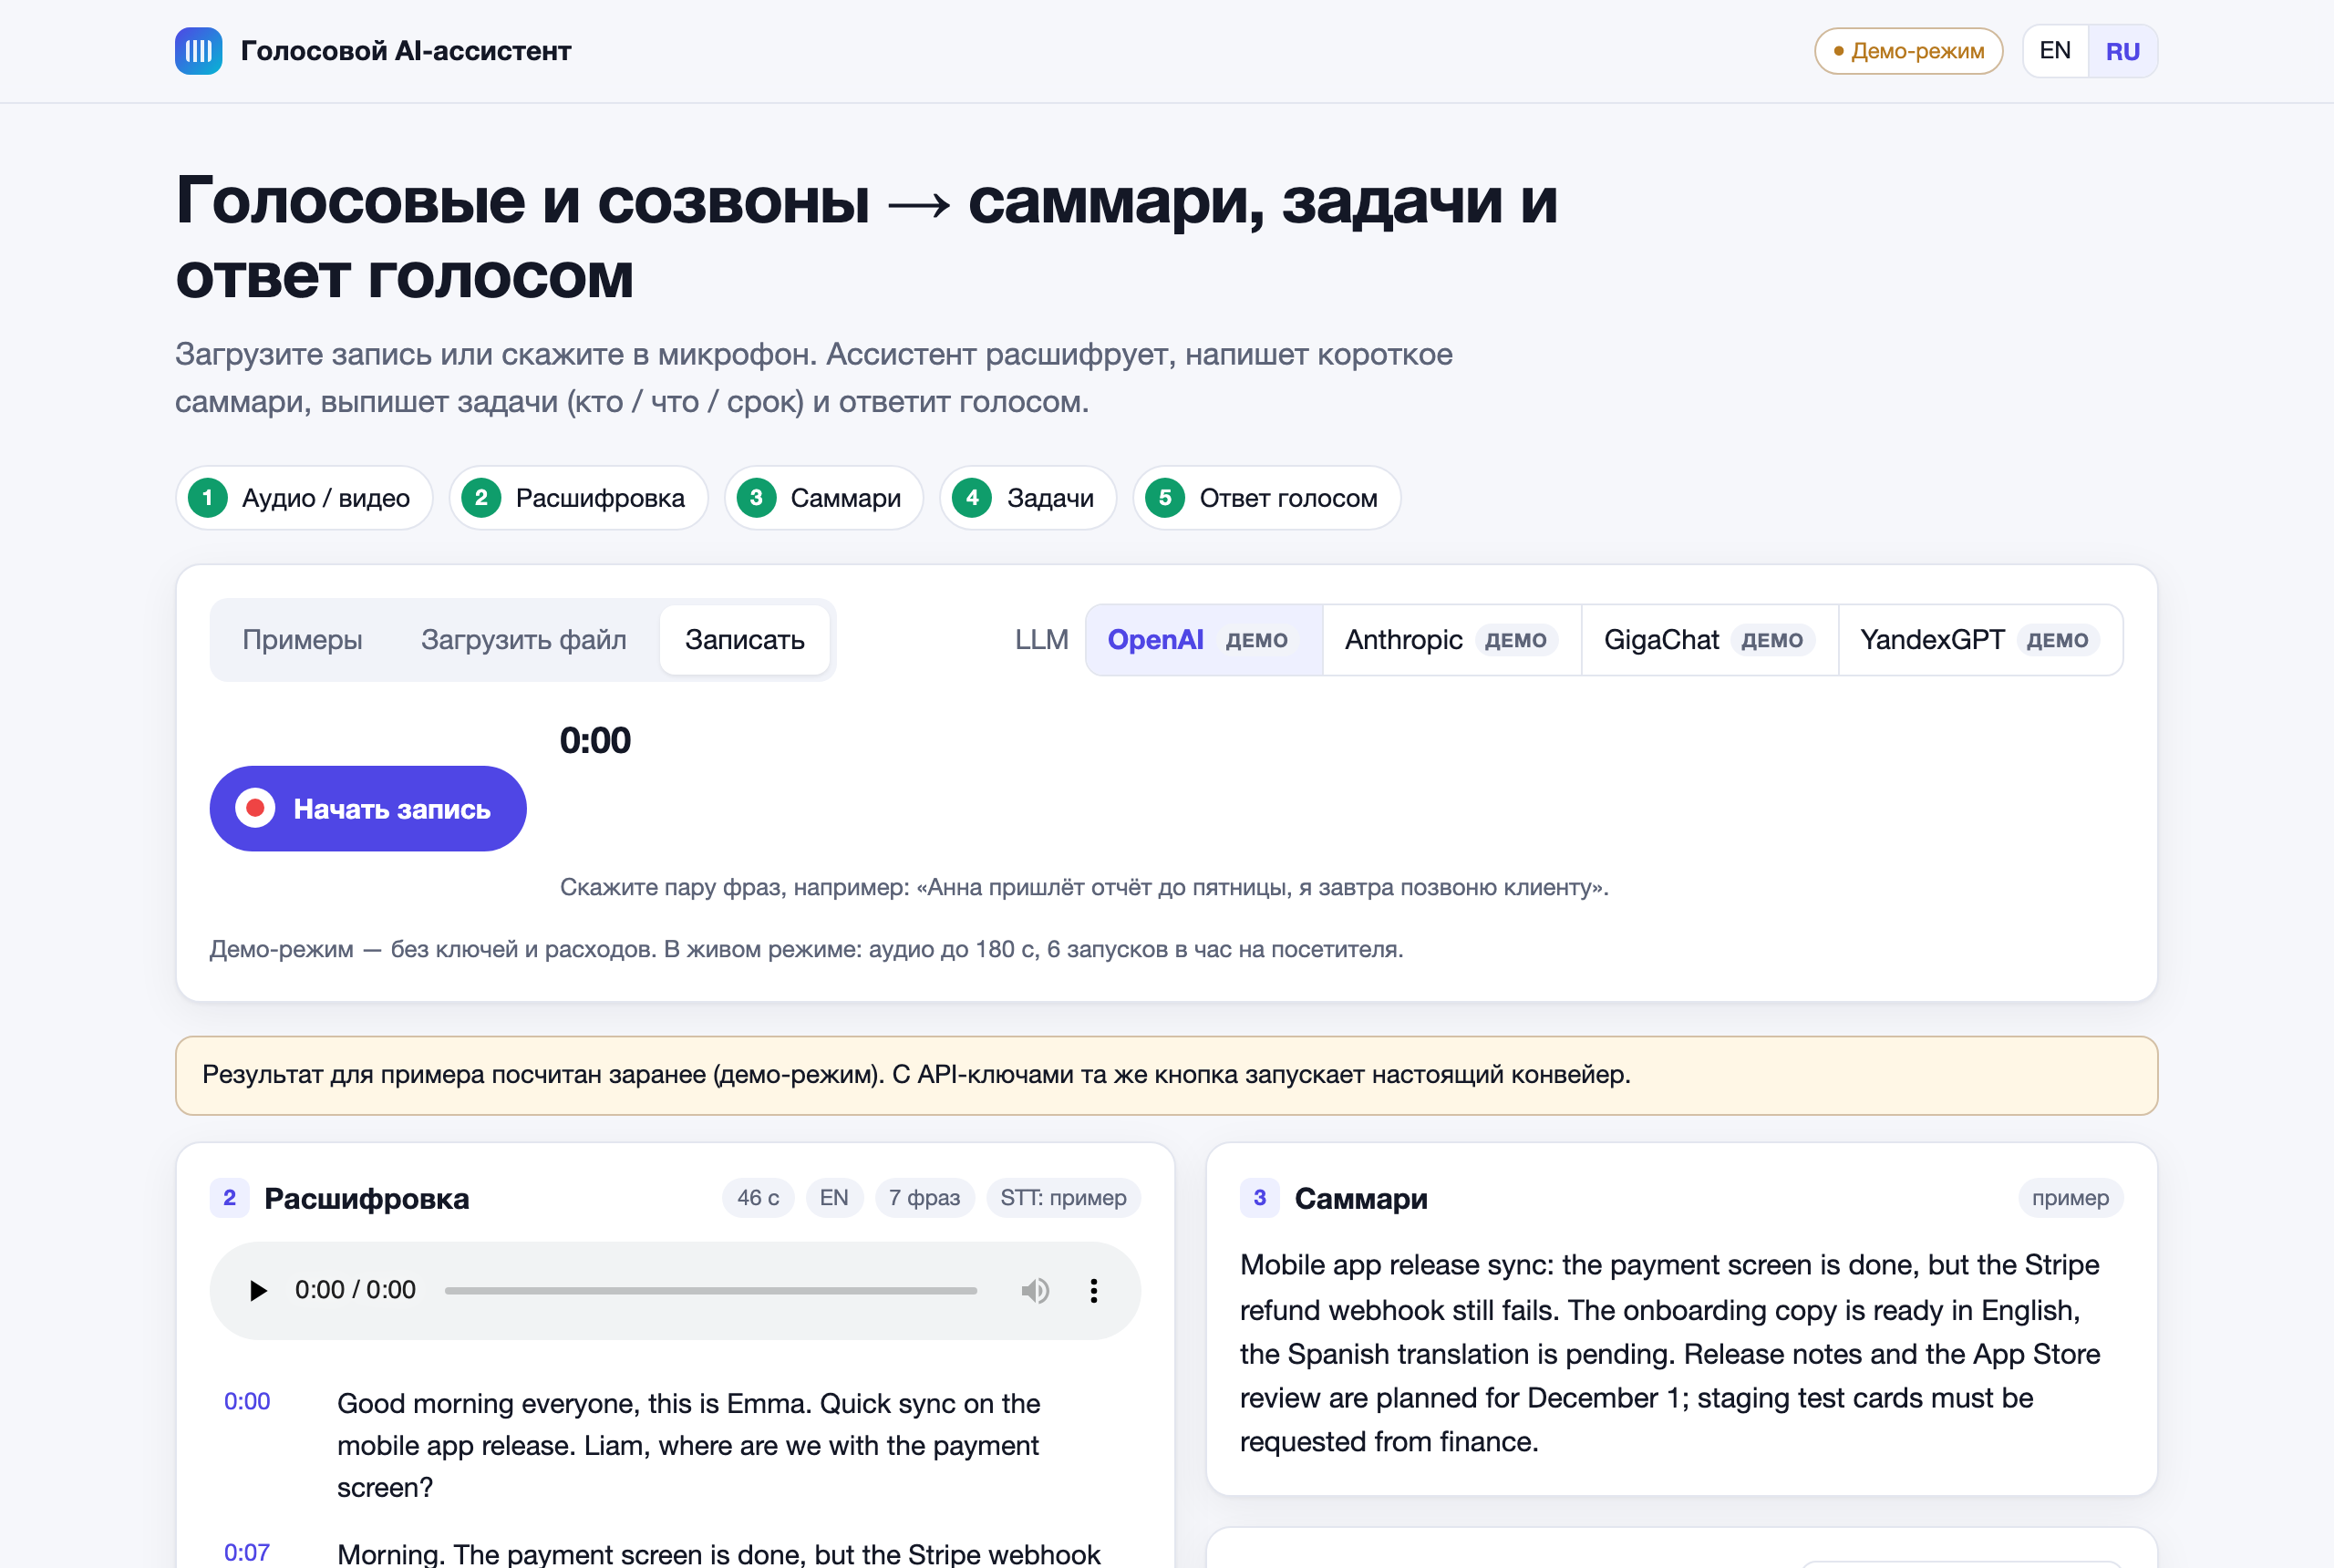 Голосовой AI-ассистент
Демо-режим
EN
RU
Голосовые и созвоны → саммари, задачи и
ответ голосом
Загрузите запись или скажите в микрофон. Ассистент расшифрует, напишет короткое
саммари, выпишет задачи (кто / что / срок) и ответит голосом.
1 Аудио / видео
2 Расшифровка
3 Саммари
4 Задачи
5 Ответ голосом
Примеры
Загрузить файл
Записать
LLM
OpenAI ДЕМО
Anthropic ДЕМО
GigaChat ДЕМО
YandexGPT ДЕМО
0:00
Начать запись
Скажите пару фраз, например: «Анна пришлёт отчёт до пятницы, я завтра позвоню клиенту».
Демо-режим — без ключей и расходов. В живом режиме: аудио до 180 с, 6 запусков в час на посетителя.
Результат для примера посчитан заранее (демо-режим). С API-ключами та же кнопка запускает настоящий конвейер.
2 Расшифровка
46 с
EN
7 фраз
STT: пример
0:00 / 0:00
0:00
Good morning everyone, this is Emma. Quick sync on the
mobile app release. Liam, where are we with the payment
screen?
0:07
Morning. The payment screen is done, but the Stripe webhook
3 Саммари
пример
Mobile app release sync: the payment screen is done, but the Stripe
refund webhook still fails. The onboarding copy is ready in English,
the Spanish translation is pending. Release notes and the App Store
review are planned for December 1; staging test cards must be
requested from finance.